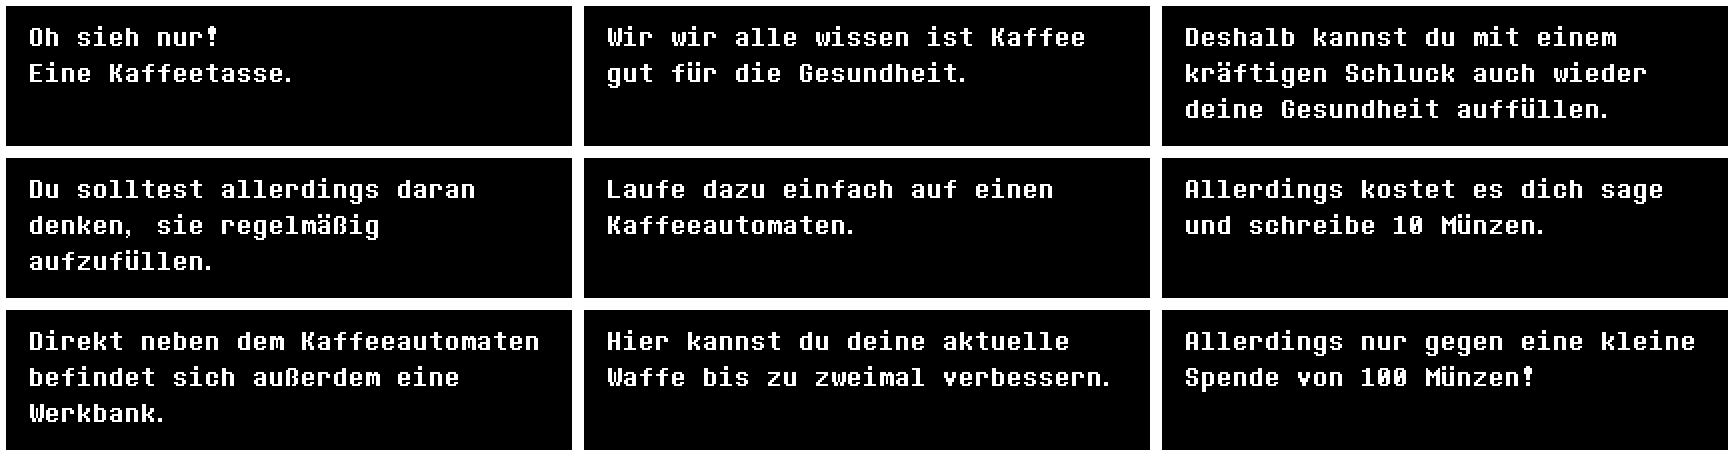 Oh sieh nur!
Eine Kaffeetasse.
Wir wir alle wissen ist Kaffee
gut für die Gesundheit.
Deshalb kannst du mit einem
kräftigen Schluck auch wieder
deine Gesundheit auffüllen.
Du solltest allerdings daran
denken, sie regelmäßig
aufzufüllen.
Laufe dazu einfach auf einen
Kaffeeautomaten.
Allerdings kostet es dich sage
und schreibe 10 Münzen.
Direkt neben dem Kaffeeautomaten
befindet sich außerdem eine
Werkbank.
Hier kannst du deine aktuelle
Waffe bis zu zweimal verbessern.
Allerdings nur gegen eine kleine
Spende von 100 Münzen!